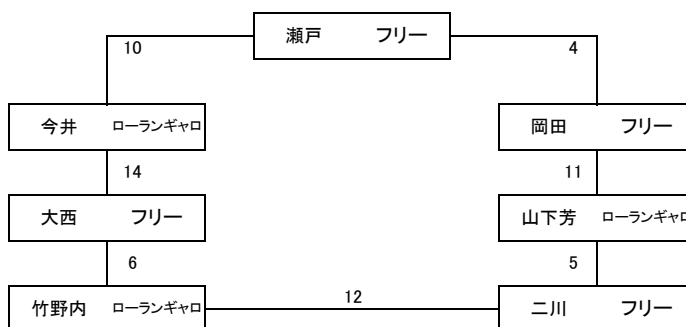 瀬戸 フリー
10
4
今井 ローランギャロ
岡田 フリー
14
11
大西 フリー
山下芳 ローランギャロ
6
5
竹野内 ローランギャロ
12
二川 フリー